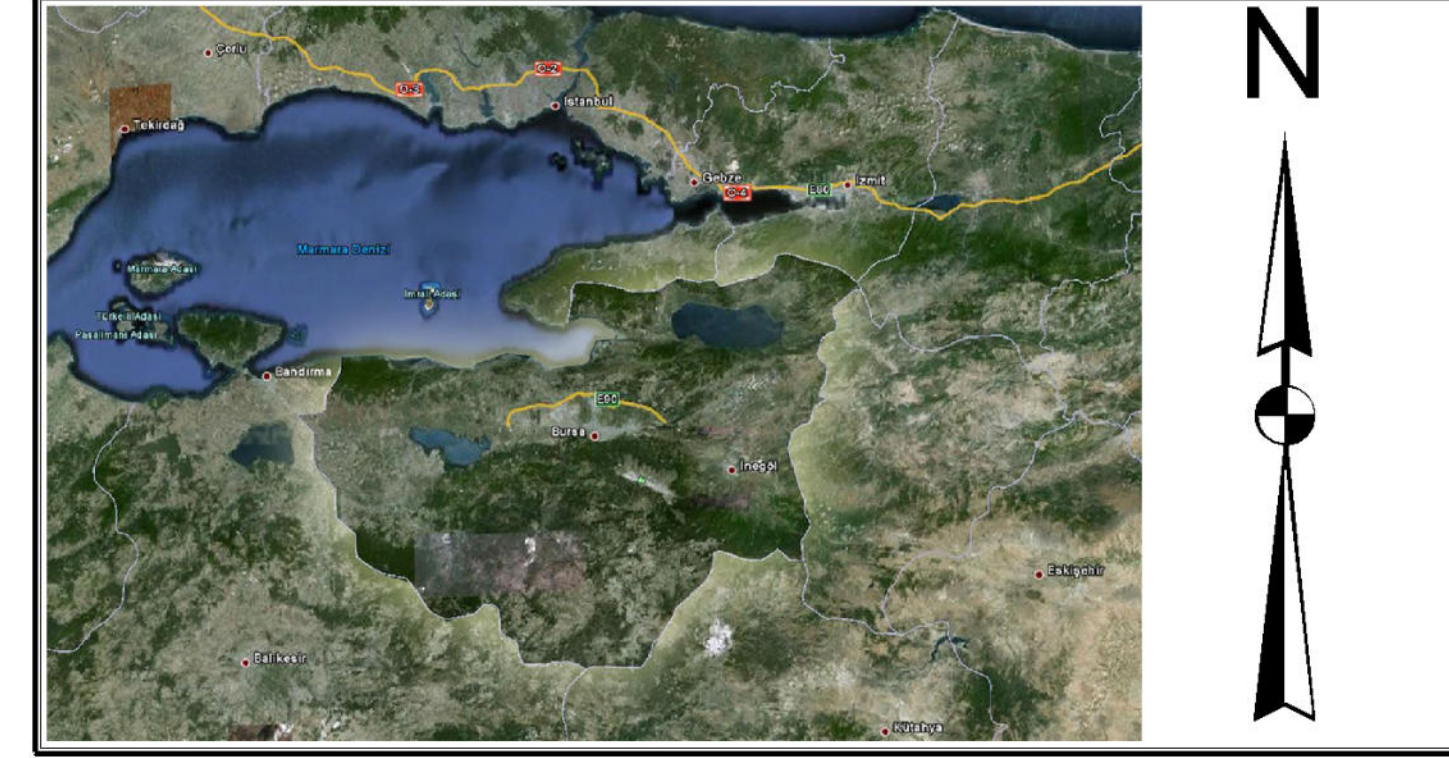 N
Çorlu
O-3
O-2
İstanbul
Tekirdağ
Gebze
O-4
E80
İzmit
Marmara Denizi
Marmara Adası
İmralı Adası
Türkeli Adası
Paşalimanı Adası
Bandırma
E90
Bursa
İnegöl
Eskişehir
Balıkesir
Kütahya